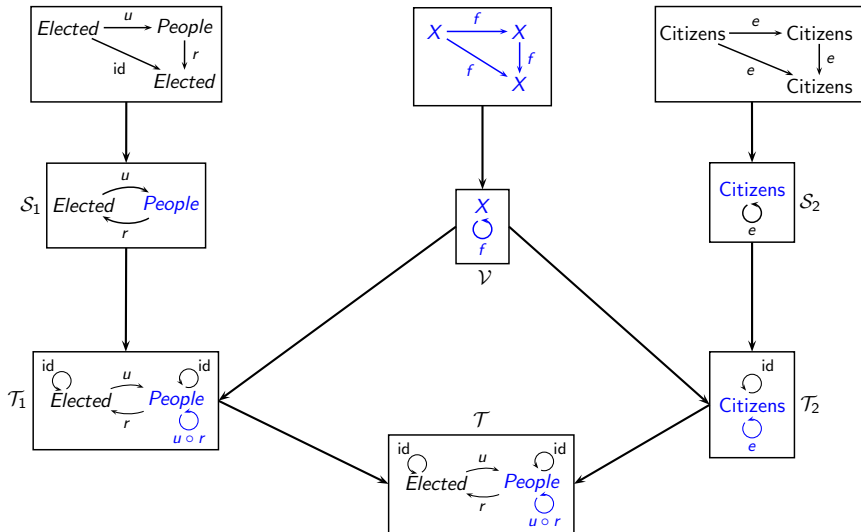 Elected u People
id r
Elected
X f X
f f
X
Citizens e Citizens
e e
Citizens
S₁ Elected u People
r
X
f
V
Citizens
e
S₂
T₁ id id
Elected u People
r
u ∘ r
T
id id
Elected u People
r
u ∘ r
id
Citizens
e
T₂